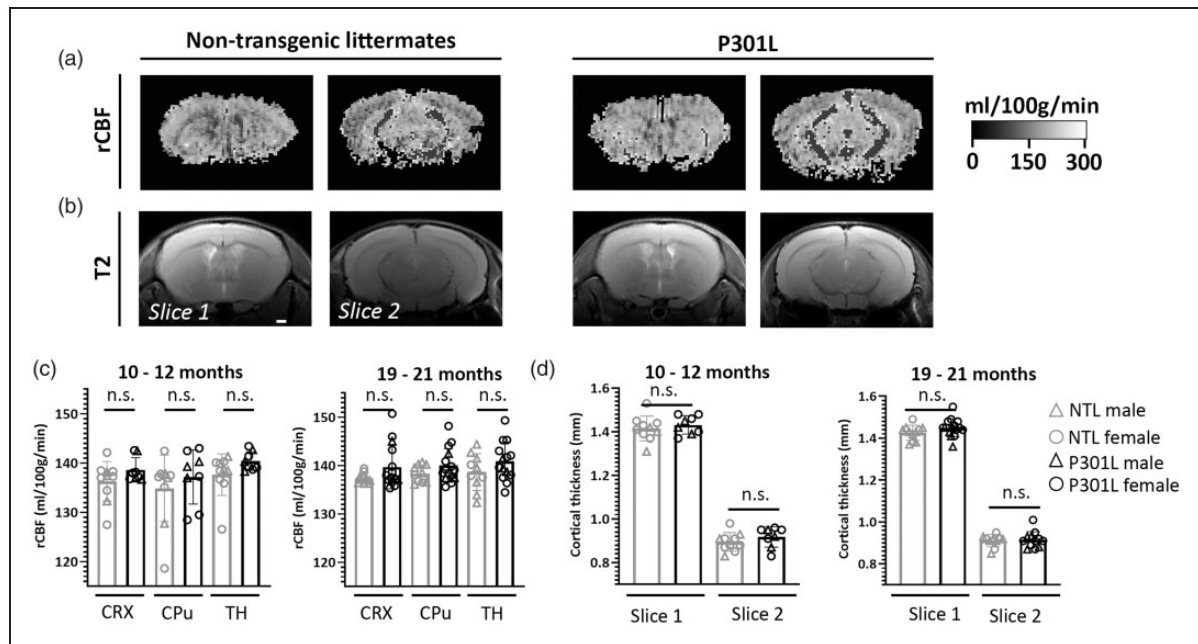 Non-transgenic littermates
P301L
(a)
rCBF
ml/100g/min
0 150 300
(b)
T2
Slice 1
Slice 2
(c)
10 - 12 months
n.s. n.s. n.s.
rCBF (ml/100g/min)
150
140
130
120
CRX CPu TH
19 - 21 months
n.s. n.s. n.s.
rCBF (ml/100g/min)
150
140
130
120
CRX CPu TH
(d)
10 - 12 months
n.s.
n.s.
Cortical thickness (mm)
1.6
1.4
1.2
1.0
0.8
Slice 1 Slice 2
19 - 21 months
n.s.
n.s.
Cortical thickness (mm)
1.6
1.4
1.2
1.0
0.8
Slice 1 Slice 2
NTL male
NTL female
P301L male
P301L female